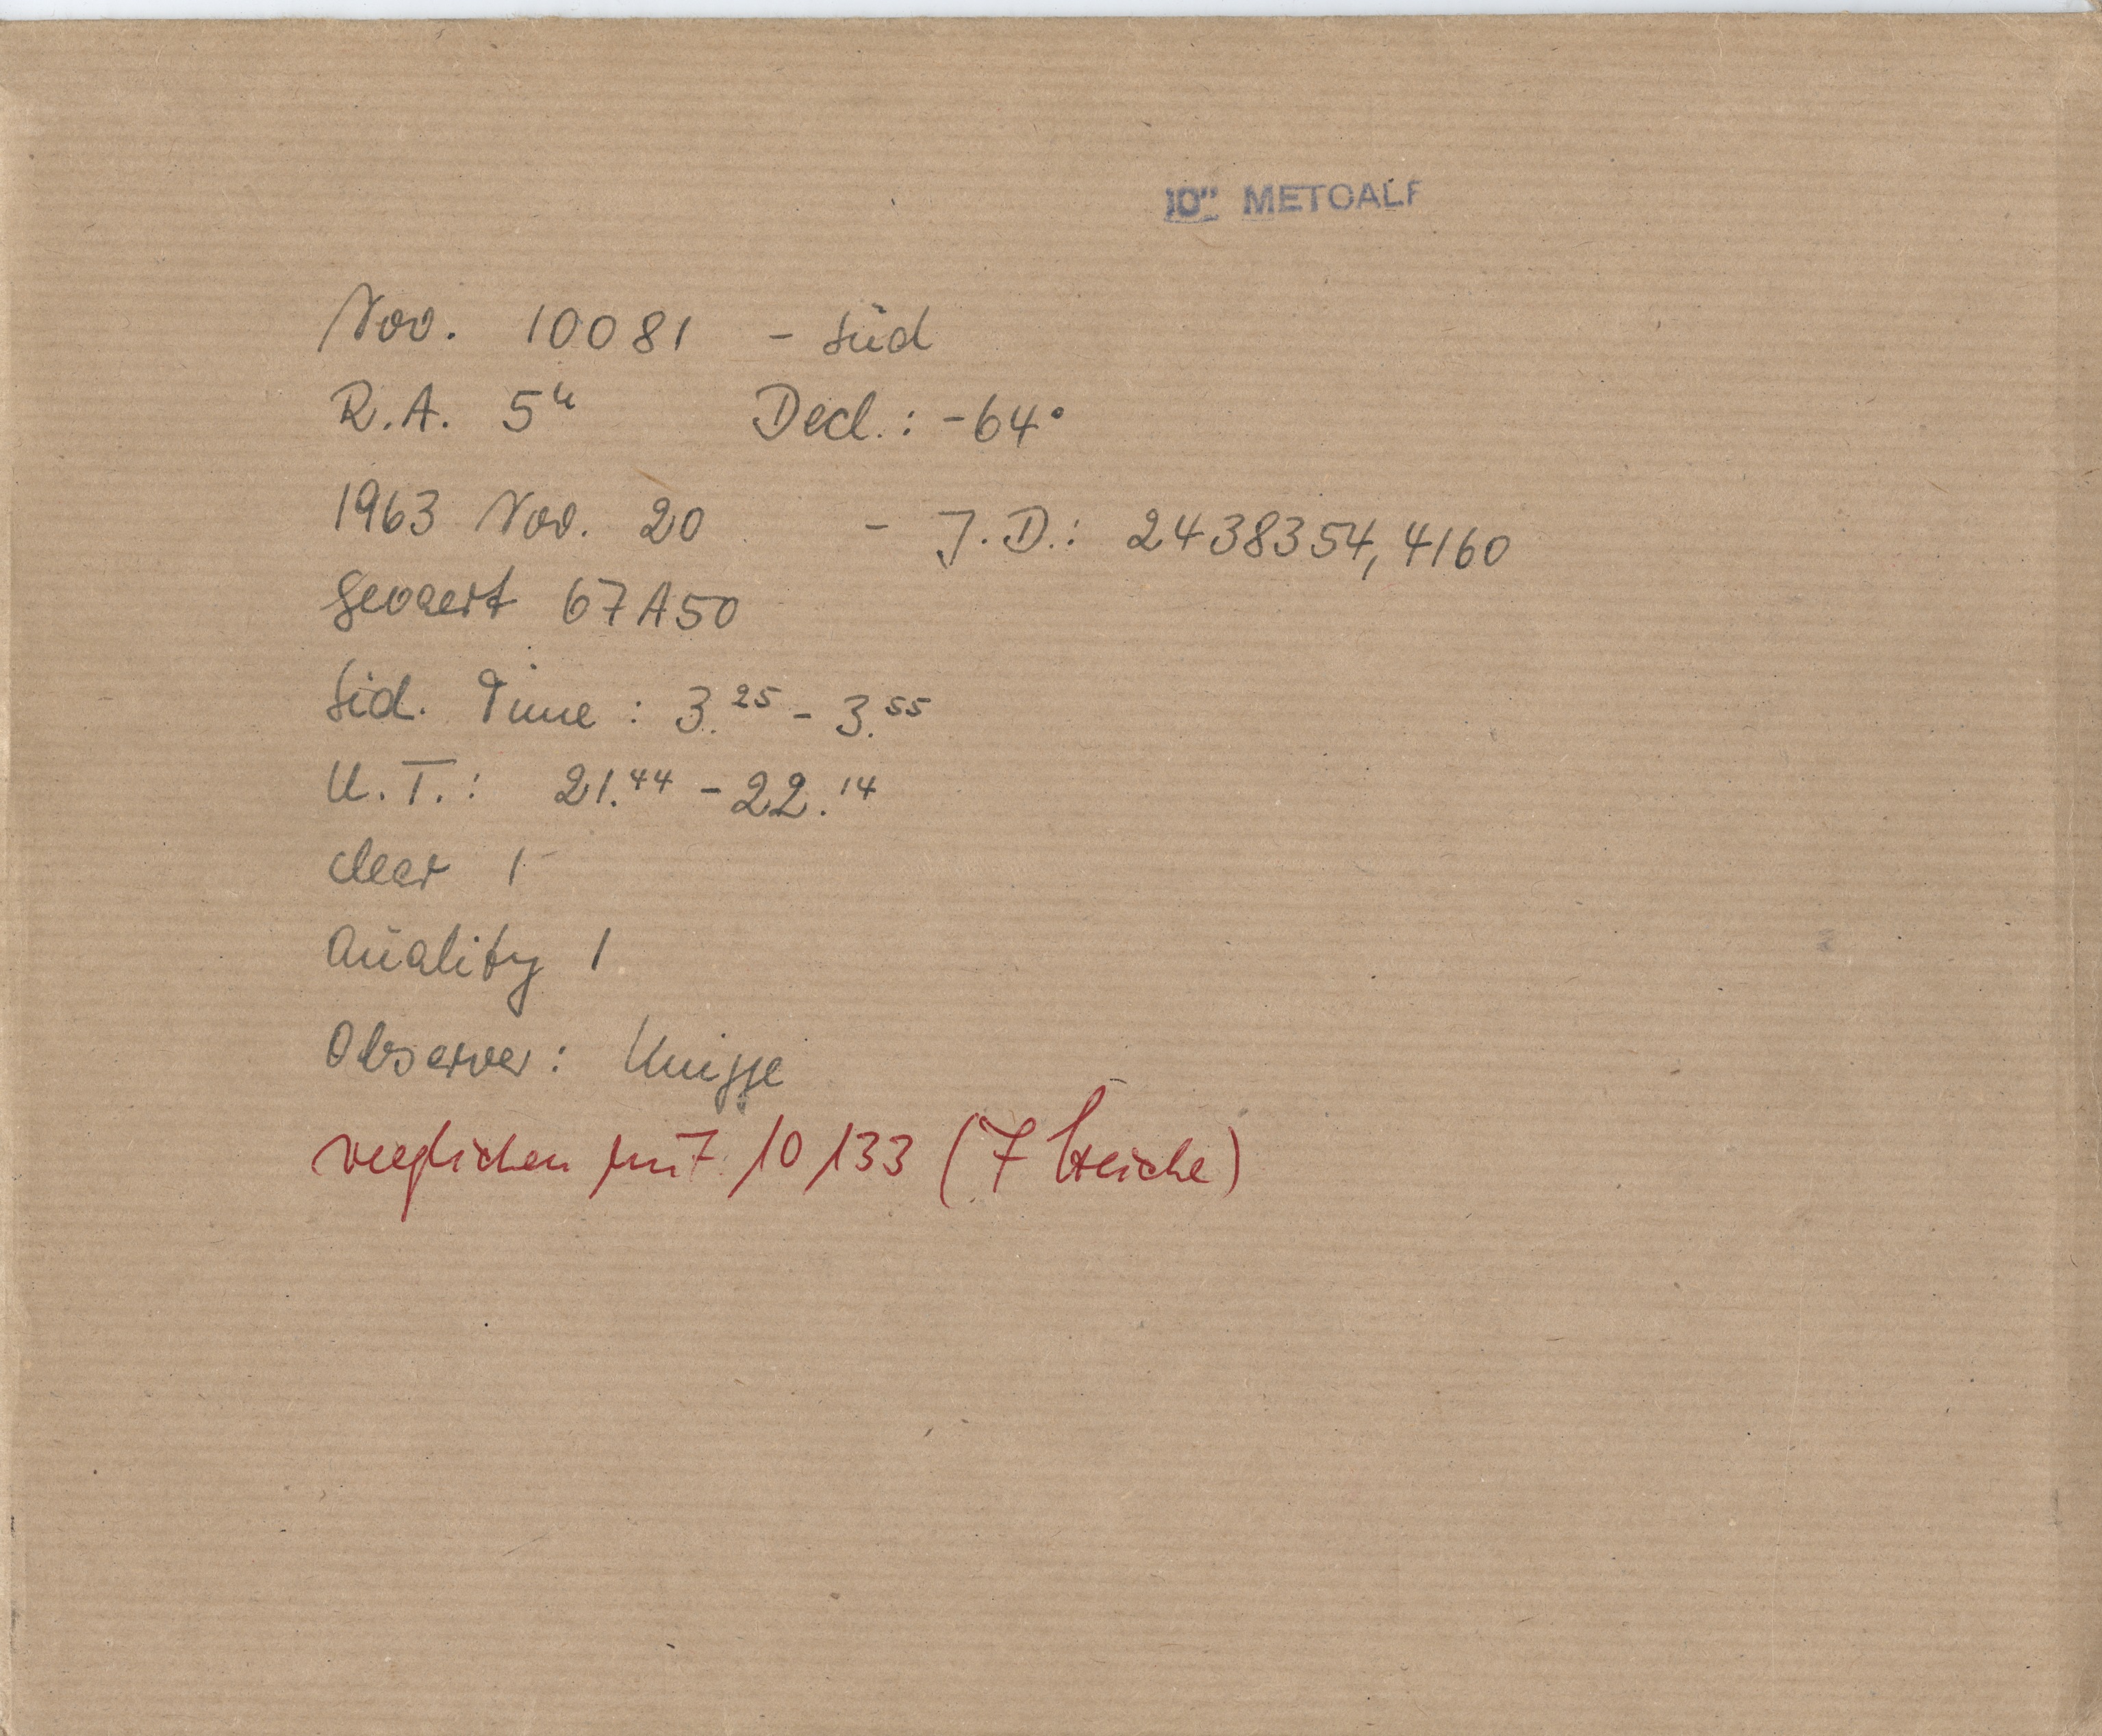 10" METCALF
Nov. 10081 - Süd
R.A. 5h Decl.: -64°
1963 Nov. 20 - J.D.: 2438354,4160
Gevaert 67A50
Sid. Time: 3.25 - 3.55
U.T.: 21.44 - 22.14
clear 1-
Quality 1
Observer: Knigge
verglichen mit 10133 (7 Striche)